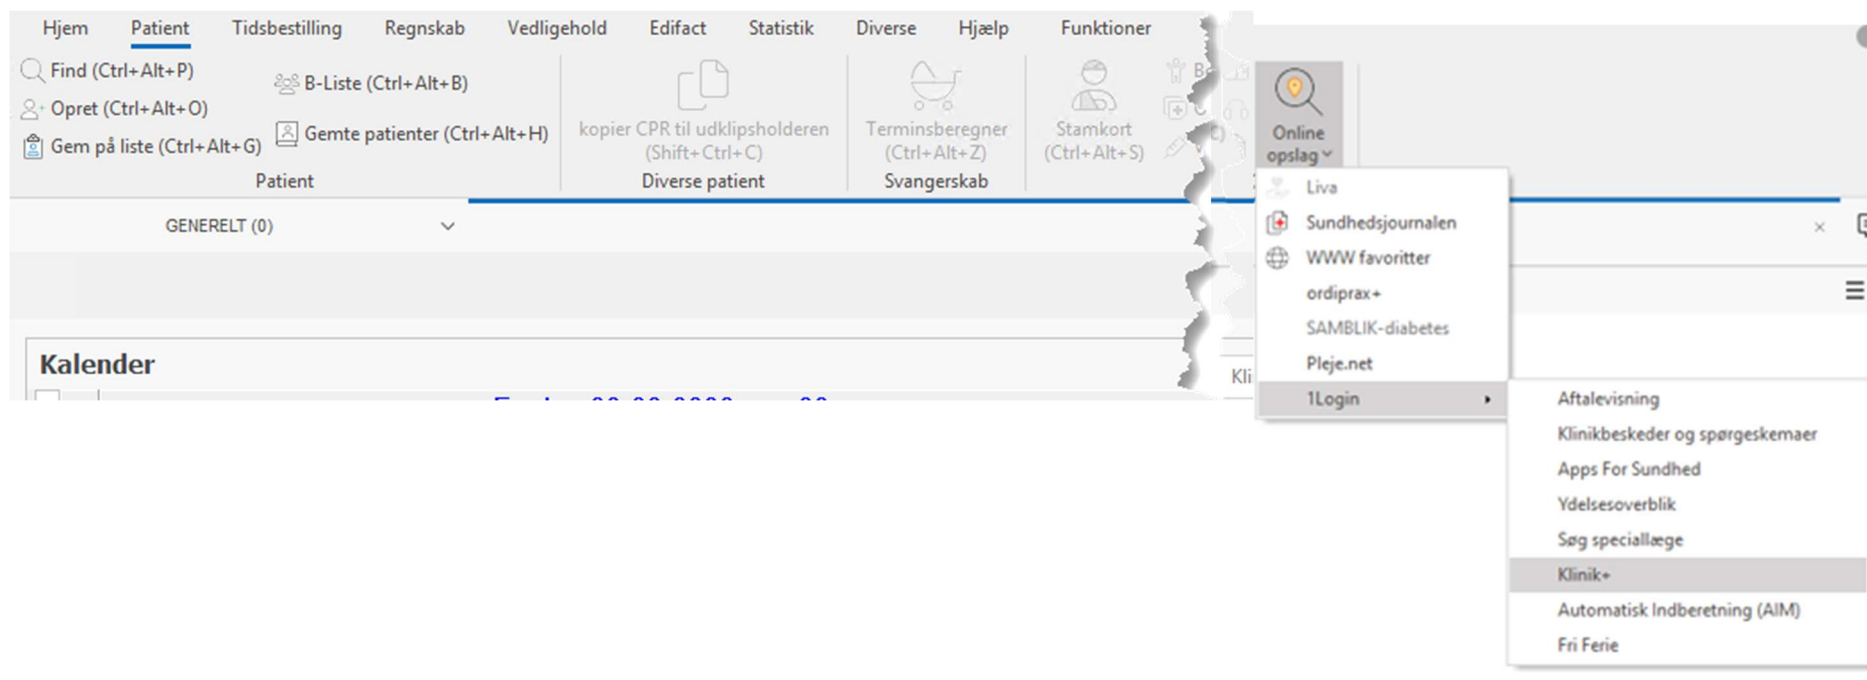 Hjem Patient Tidsbestilling Regnskab Vedligehold Edifact Statistik Diverse Hjælp Funktioner
Find (Ctrl+Alt+P)
Opret (Ctrl+Alt+O)
Gem på liste (Ctrl+Alt+G)
B-Liste (Ctrl+Alt+B)
Gemte patienter (Ctrl+Alt+H)
Patient
kopier CPR til udklipsholderen
(Shift+Ctrl+C)
Diverse patient
Terminsberegner
(Ctrl+Alt+Z)
Svangerskab
Stamkort
(Ctrl+Alt+S)
Online
opslag
GENERELT (0)
Kalender
Liva
Sundhedsjournalen
WWW favoritter
ordiprax+
SAMBLIK-diabetes
Pleje.net
1Login
Aftalevisning
Klinikbeskeder og spørgeskemaer
Apps For Sundhed
Ydelsesoverblik
Søg speciallæge
Klinik+
Automatisk Indberetning (AIM)
Fri Ferie